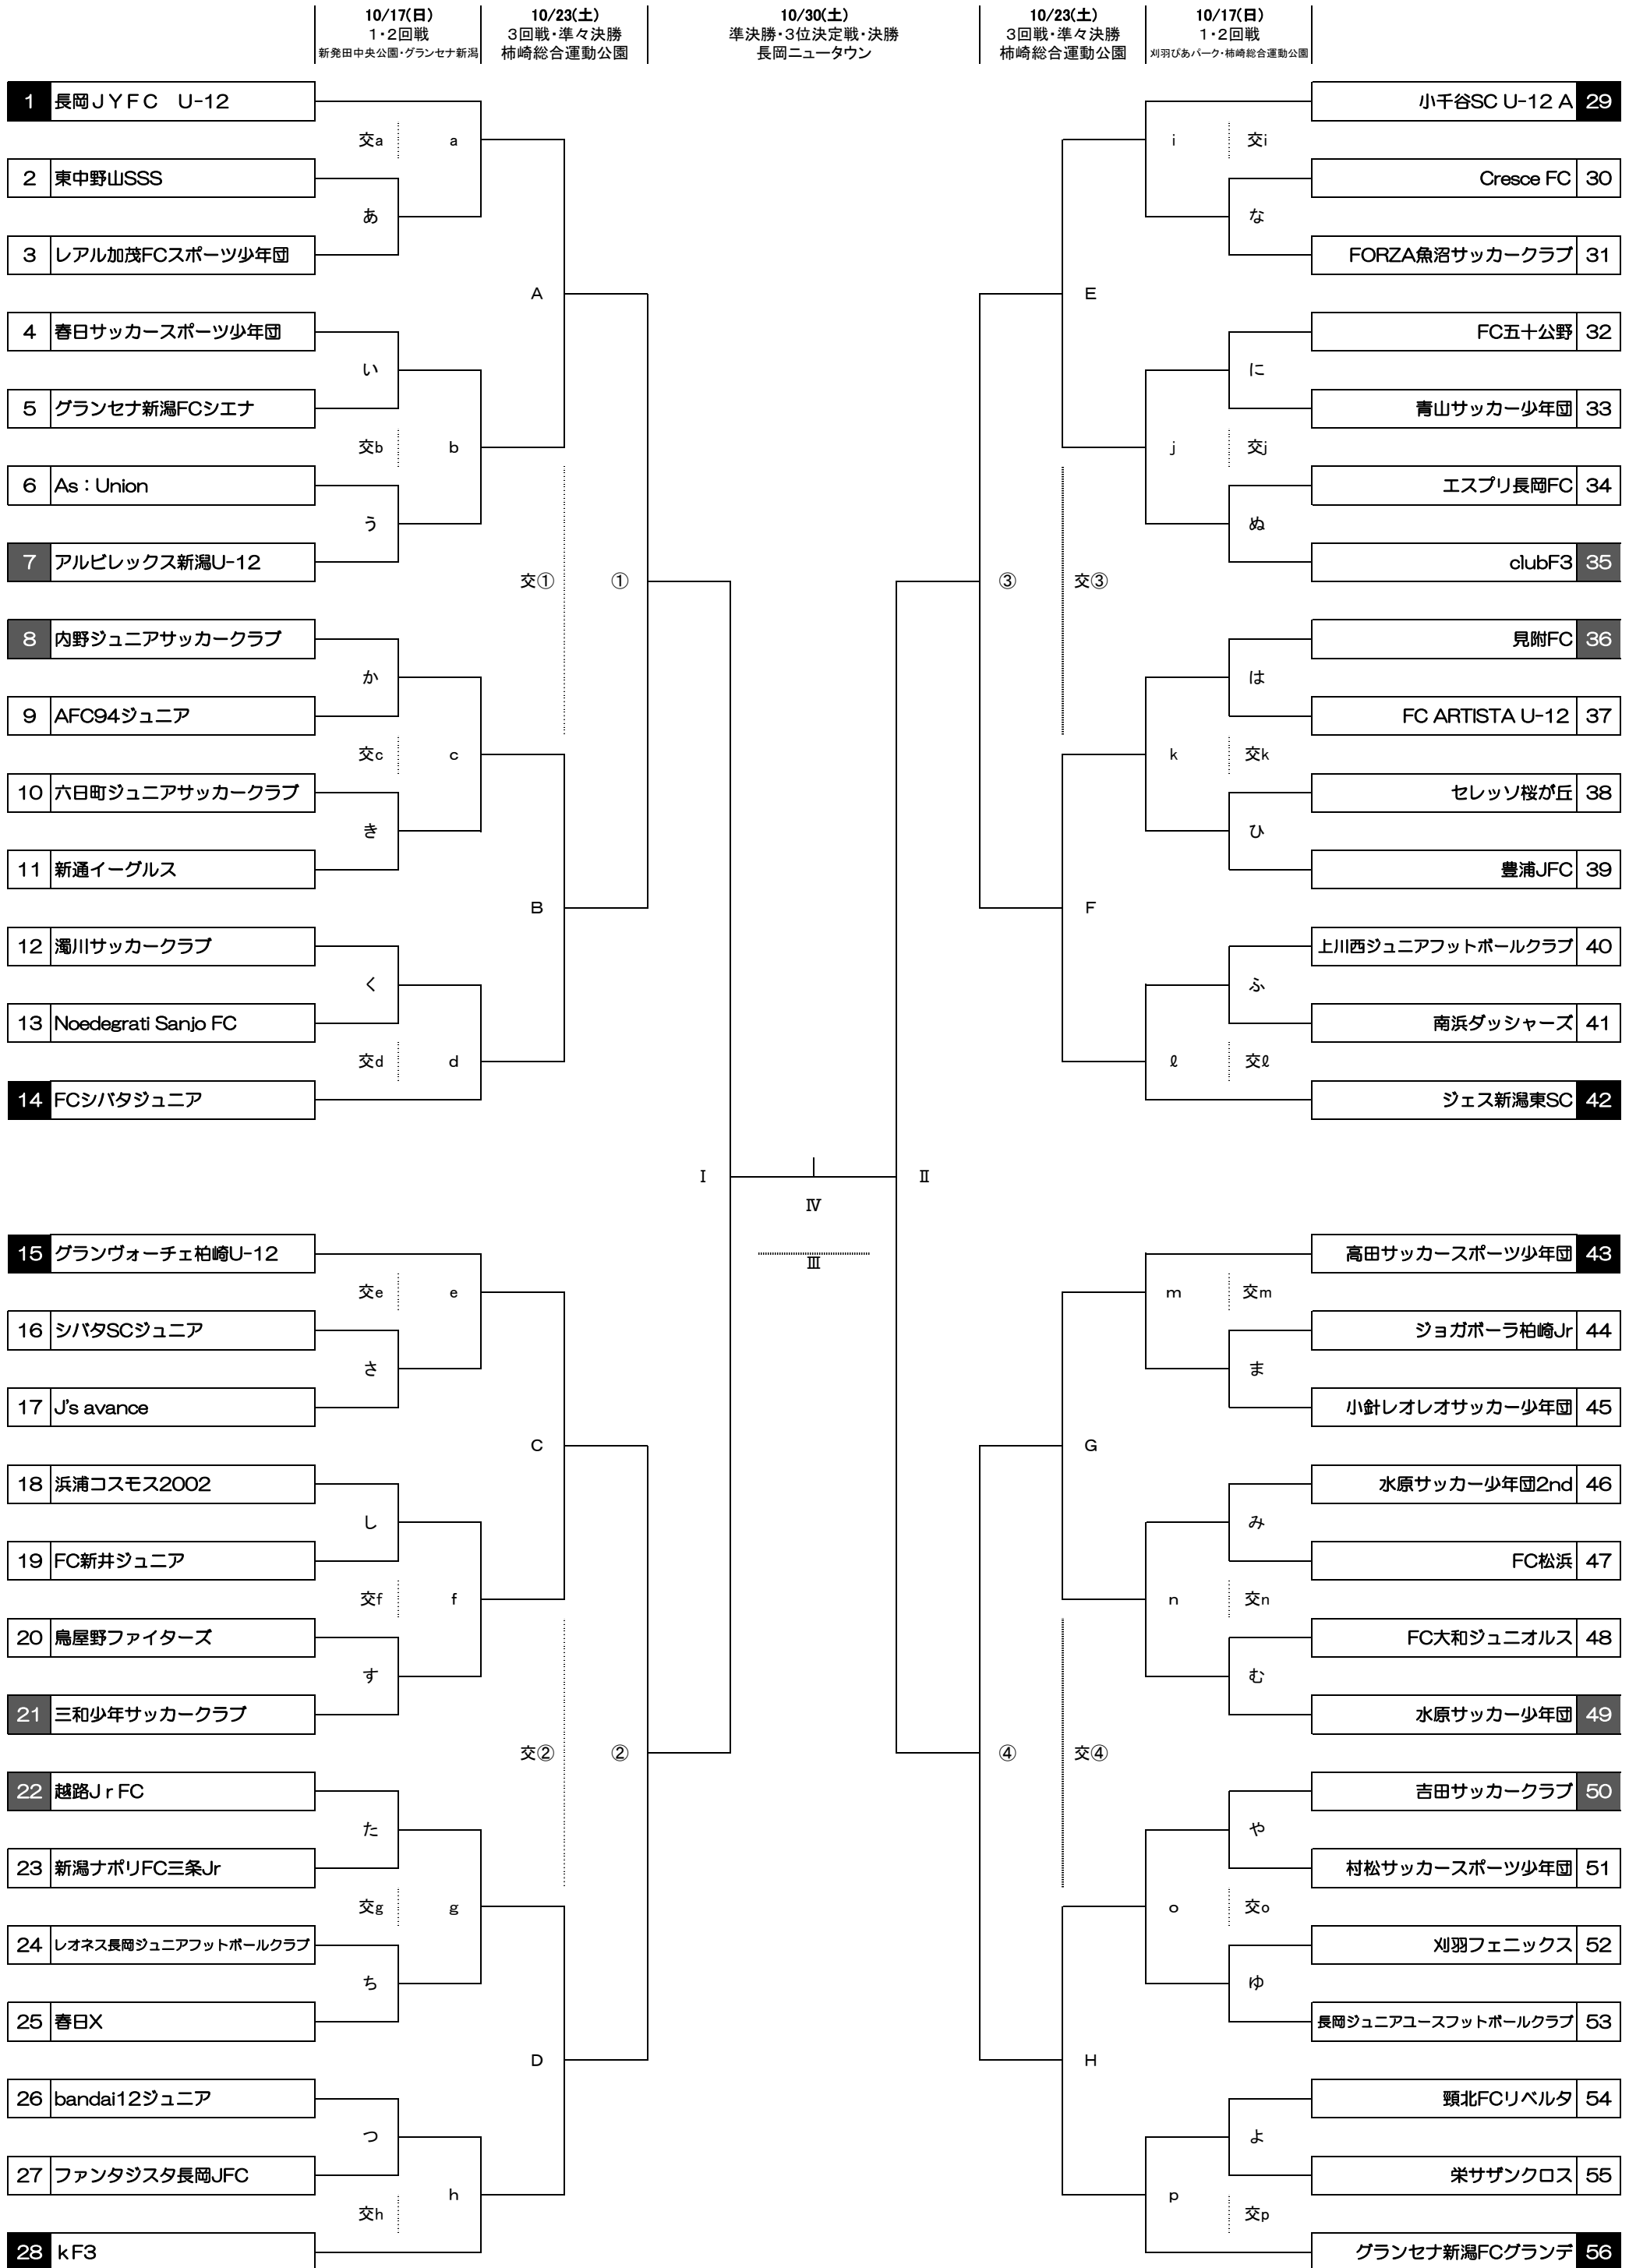 10/17(日)
1・2回戦
新発田中央公園・グランセナ新潟
10/23(土)
3回戦・準々決勝
柿崎総合運動公園
10/30(土)
準決勝・3位決定戦・決勝
長岡ニュータウン
10/23(土)
3回戦・準々決勝
柿崎総合運動公園
10/17(日)
1・2回戦
刈羽ぴあパーク・柿崎総合運動公園
1 長岡JYFC U-12
交a a
2 東中野山SSS
あ
3 レアル加茂FCスポーツ少年団
A
4 春日サッカースポーツ少年団
い
5 グランセナ新潟FCシエナ
交b b
6 As：Union
う
7 アルビレックス新潟U-12
交① ①
8 内野ジュニアサッカークラブ
か
9 AFC94ジュニア
交c c
10 六日町ジュニアサッカークラブ
き
11 新通イーグルス
B
12 濁川サッカークラブ
く
13 Noedegrati Sanjo FC
交d d
14 FCシバタジュニア
Ⅰ
15 グランヴォーチェ柏崎U-12
交e e
16 シバタSCジュニア
さ
17 J's avance
C
18 浜浦コスモス2002
し
19 FC新井ジュニア
交f f
20 鳥屋野ファイターズ
す
21 三和少年サッカークラブ
交② ②
22 越路Jr FC
た
23 新潟ナポリFC三条Jr
交g g
24 レオネス長岡ジュニアフットボールクラブ
ち
25 春日X
D
26 bandai12ジュニア
つ
27 ファンタジスタ長岡JFC
交h h
28 kF3
Ⅳ
Ⅲ
小千谷SC U-12 A 29
i 交i
Cresce FC 30
な
FORZA魚沼サッカークラブ 31
E
FC五十公野 32
に
青山サッカー少年団 33
j 交j
エスプリ長岡FC 34
ぬ
clubF3 35
③ 交③
見附FC 36
は
FC ARTISTA U-12 37
k 交k
セレッソ桜が丘 38
ひ
豊浦JFC 39
F
上川西ジュニアフットボールクラブ 40
ふ
南浜ダッシャーズ 41
ℓ 交ℓ
ジェス新潟東SC 42
Ⅱ
高田サッカースポーツ少年団 43
m 交m
ジョガボーラ柏崎Jr 44
ま
小針レオレオサッカー少年団 45
G
水原サッカー少年団2nd 46
み
FC松浜 47
n 交n
FC大和ジュニオルス 48
む
水原サッカー少年団 49
④ 交④
吉田サッカークラブ 50
や
村松サッカースポーツ少年団 51
o 交o
刈羽フェニックス 52
ゆ
長岡ジュニアユースフットボールクラブ 53
H
頸北FCリベルタ 54
よ
栄サザンクロス 55
p 交p
グランセナ新潟FCグランデ 56